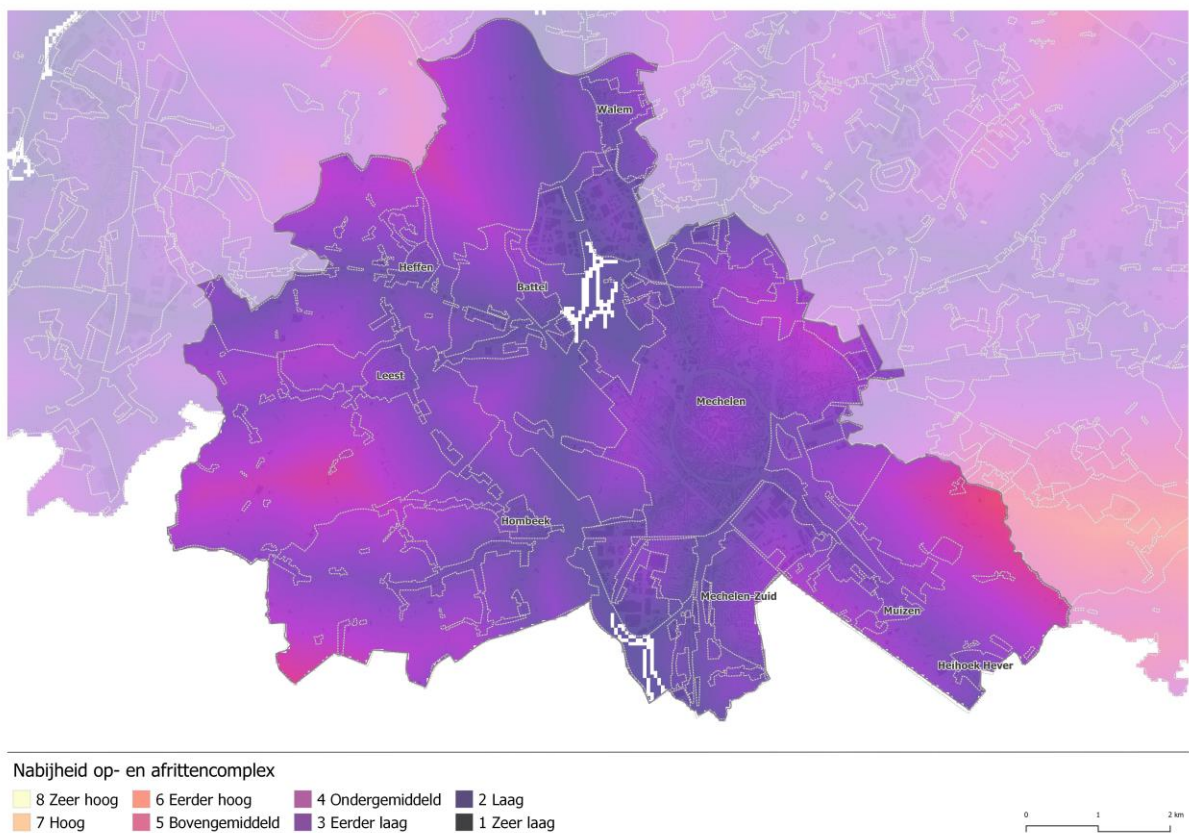 Walem
Heffen
Battel
Leest
Mechelen
Hombeek
Mechelen-Zuid
Muizen
Heihoek Hever
Nabijheid op- en afrittencomplex
8 Zeer hoog 6 Eerder hoog 4 Ondergemiddeld 2 Laag
7 Hoog 5 Bovengemiddeld 3 Eerder laag 1 Zeer laag
0 1 2 km